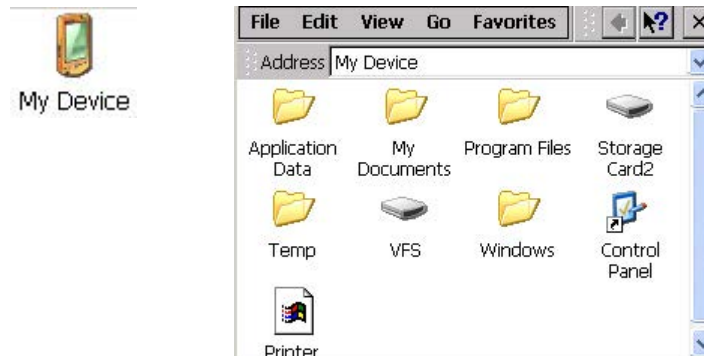 My Device
File Edit View Go Favorites
Address My Device
Application Data
My Documents
Program Files
Storage Card2
Temp
VFS
Windows
Control Panel
Printer